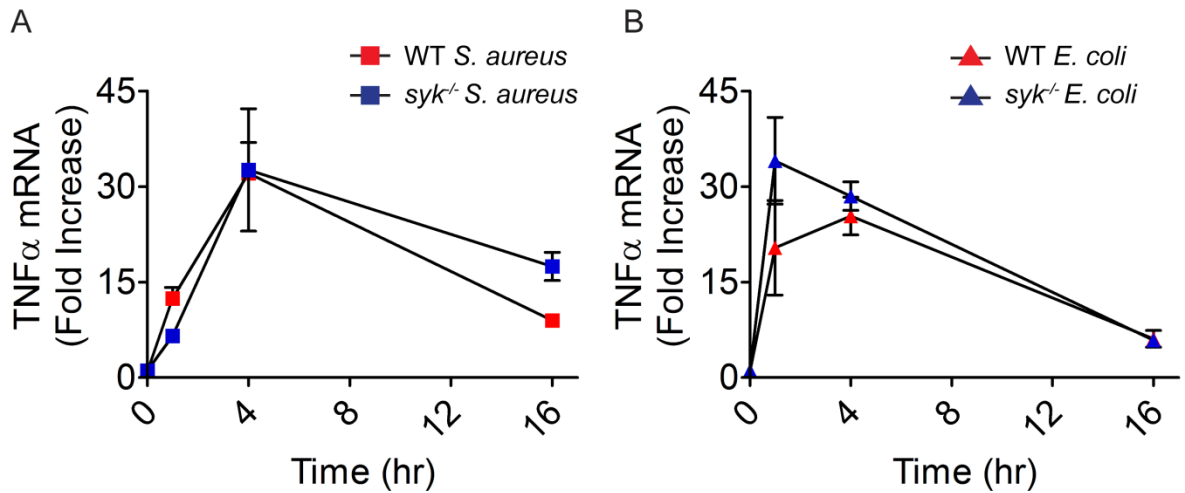 A
WT S. aureus
syk-/- S. aureus
TNFα mRNA
(Fold Increase)
45
30
15
0
0
4
8
12
16
Time (hr)
B
WT E. coli
syk-/- E. coli
TNFα mRNA
(Fold Increase)
45
30
15
0
0
4
8
12
16
Time (hr)